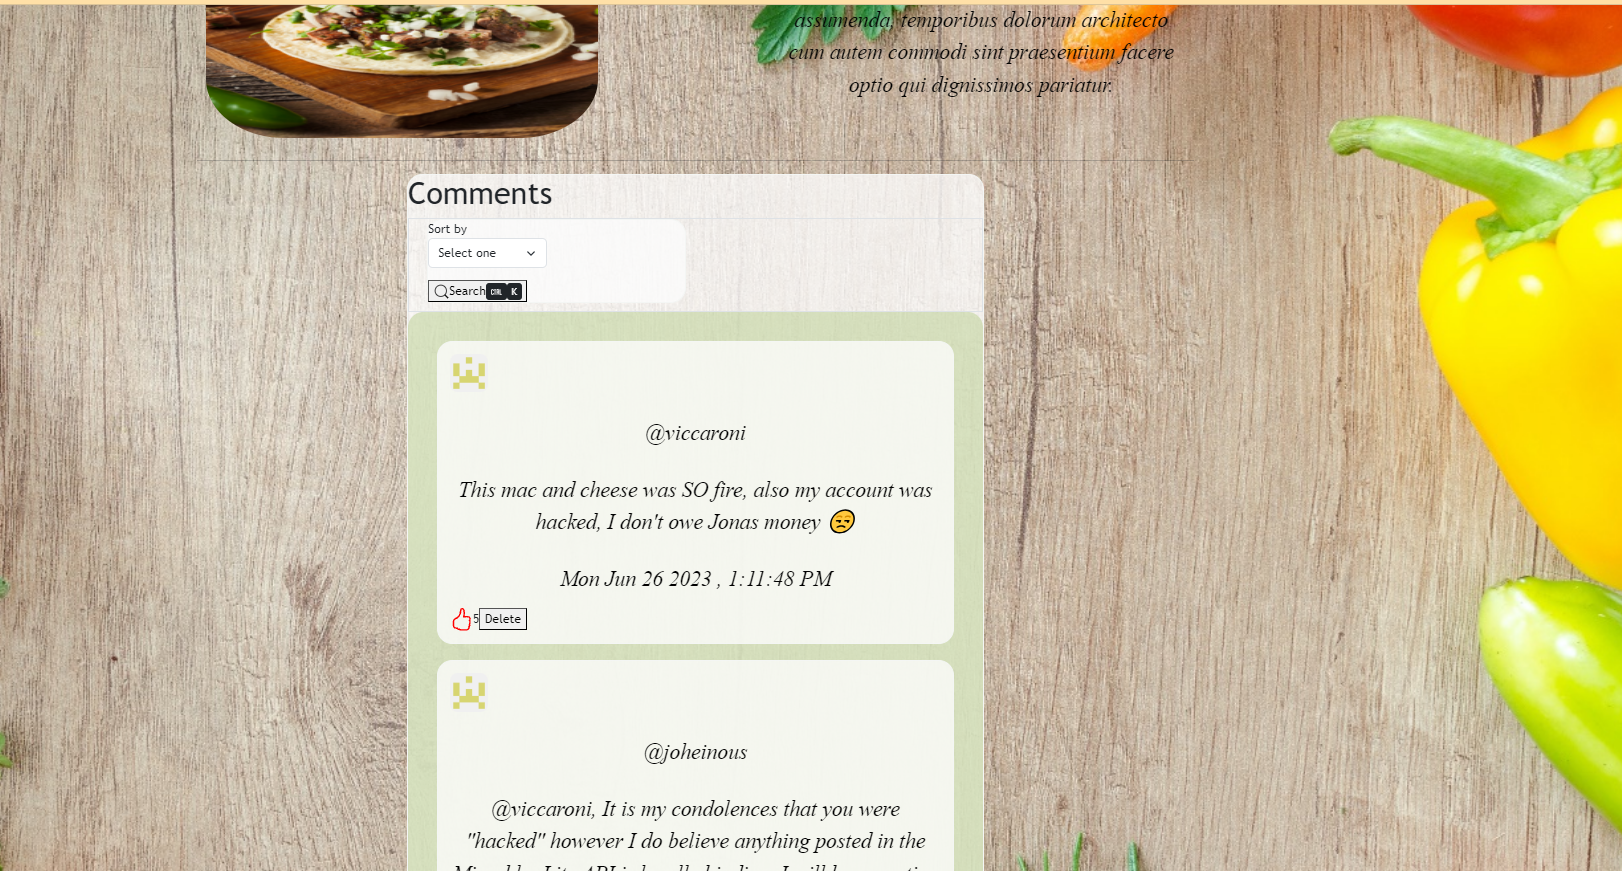 assumenda, temporibus dolorum architecto
cum autem commodi sint praesentium facere
optio qui dignissimos pariatur.
Comments
Sort by
Select one
Search CTRL K
@viccaroni
This mac and cheese was SO fire, also my account was
hacked, I don't owe Jonas money 😒
Mon Jun 26 2023 , 1:11:48 PM
5 Delete
@joheinous
@viccaroni, It is my condolences that you were
"hacked" however I do believe anything posted in the